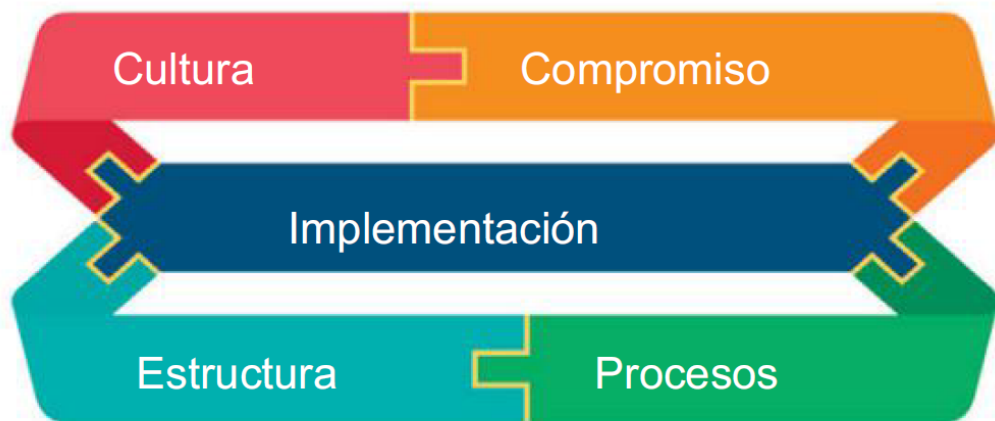 Cultura
Compromiso
Implementación
Estructura
Procesos